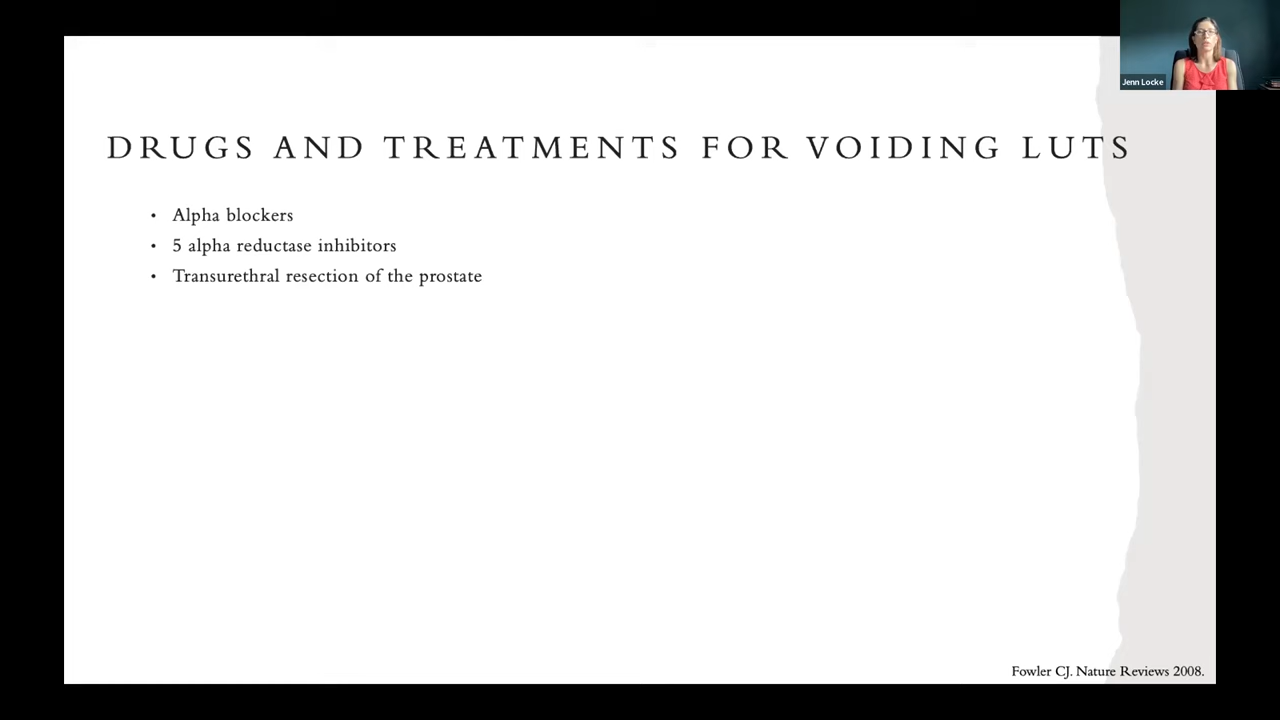 Jenn Locke
DRUGS AND TREATMENTS FOR VOIDING LUTS
• Alpha blockers
• 5 alpha reductase inhibitors
• Transurethral resection of the prostate
Fowler CJ. Nature Reviews 2008.